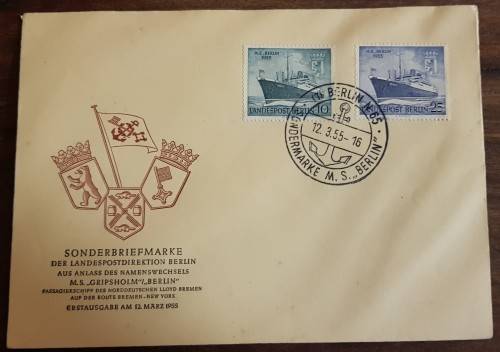 M.S. BERLIN
1955
LANDESPOST BERLIN 10
M.S. BERLIN
1955
LANDESPOST BERLIN 25
BERLIN
12.3.55-16
SONDERMARKE M.S. „BERLIN”
SONDERBRIEFMARKE
DER LANDESPOSTDIREKTION BERLIN
AUS ANLASS DES NAMENSWECHSELS
M.S. „GRIPSHOLM”/„BERLIN”
PASSAGIERSCHIFF DES NORDDEUTSCHEN LLOYD BREMEN
AUF DER ROUTE BREMEN-NEW YORK
ERSTAUSGABE AM 12. MÄRZ 1955